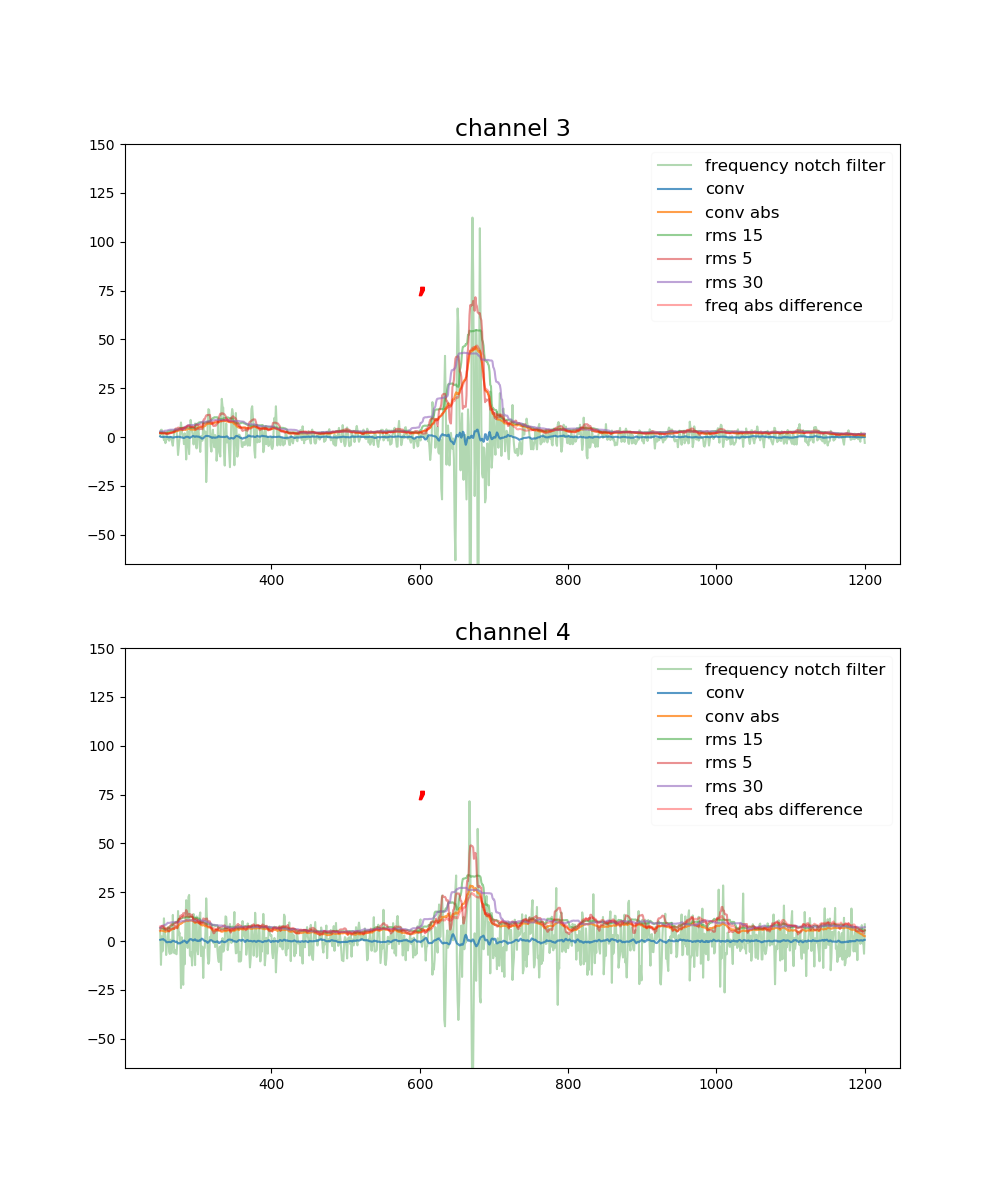 channel 3
150
125
100
75
50
25
0
−25
−50
400 600 800 1000 1200
frequency notch filter
conv
conv abs
rms 15
rms 5
rms 30
freq abs difference
,
channel 4
150
125
100
75
50
25
0
−25
−50
400 600 800 1000 1200
frequency notch filter
conv
conv abs
rms 15
rms 5
rms 30
freq abs difference
,